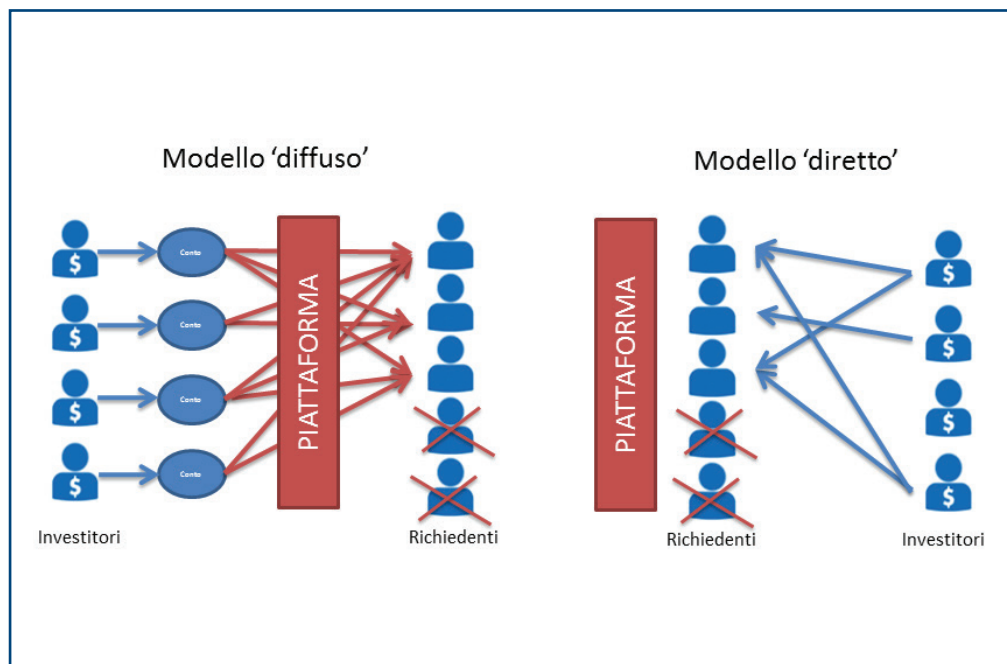 Modello ‘diffuso’
Conto
Conto
Conto
Conto
PIATTAFORMA
$
$
$
$
Investitori
Richiedenti
Modello ‘diretto’
PIATTAFORMA
$
$
$
$
Richiedenti
Investitori